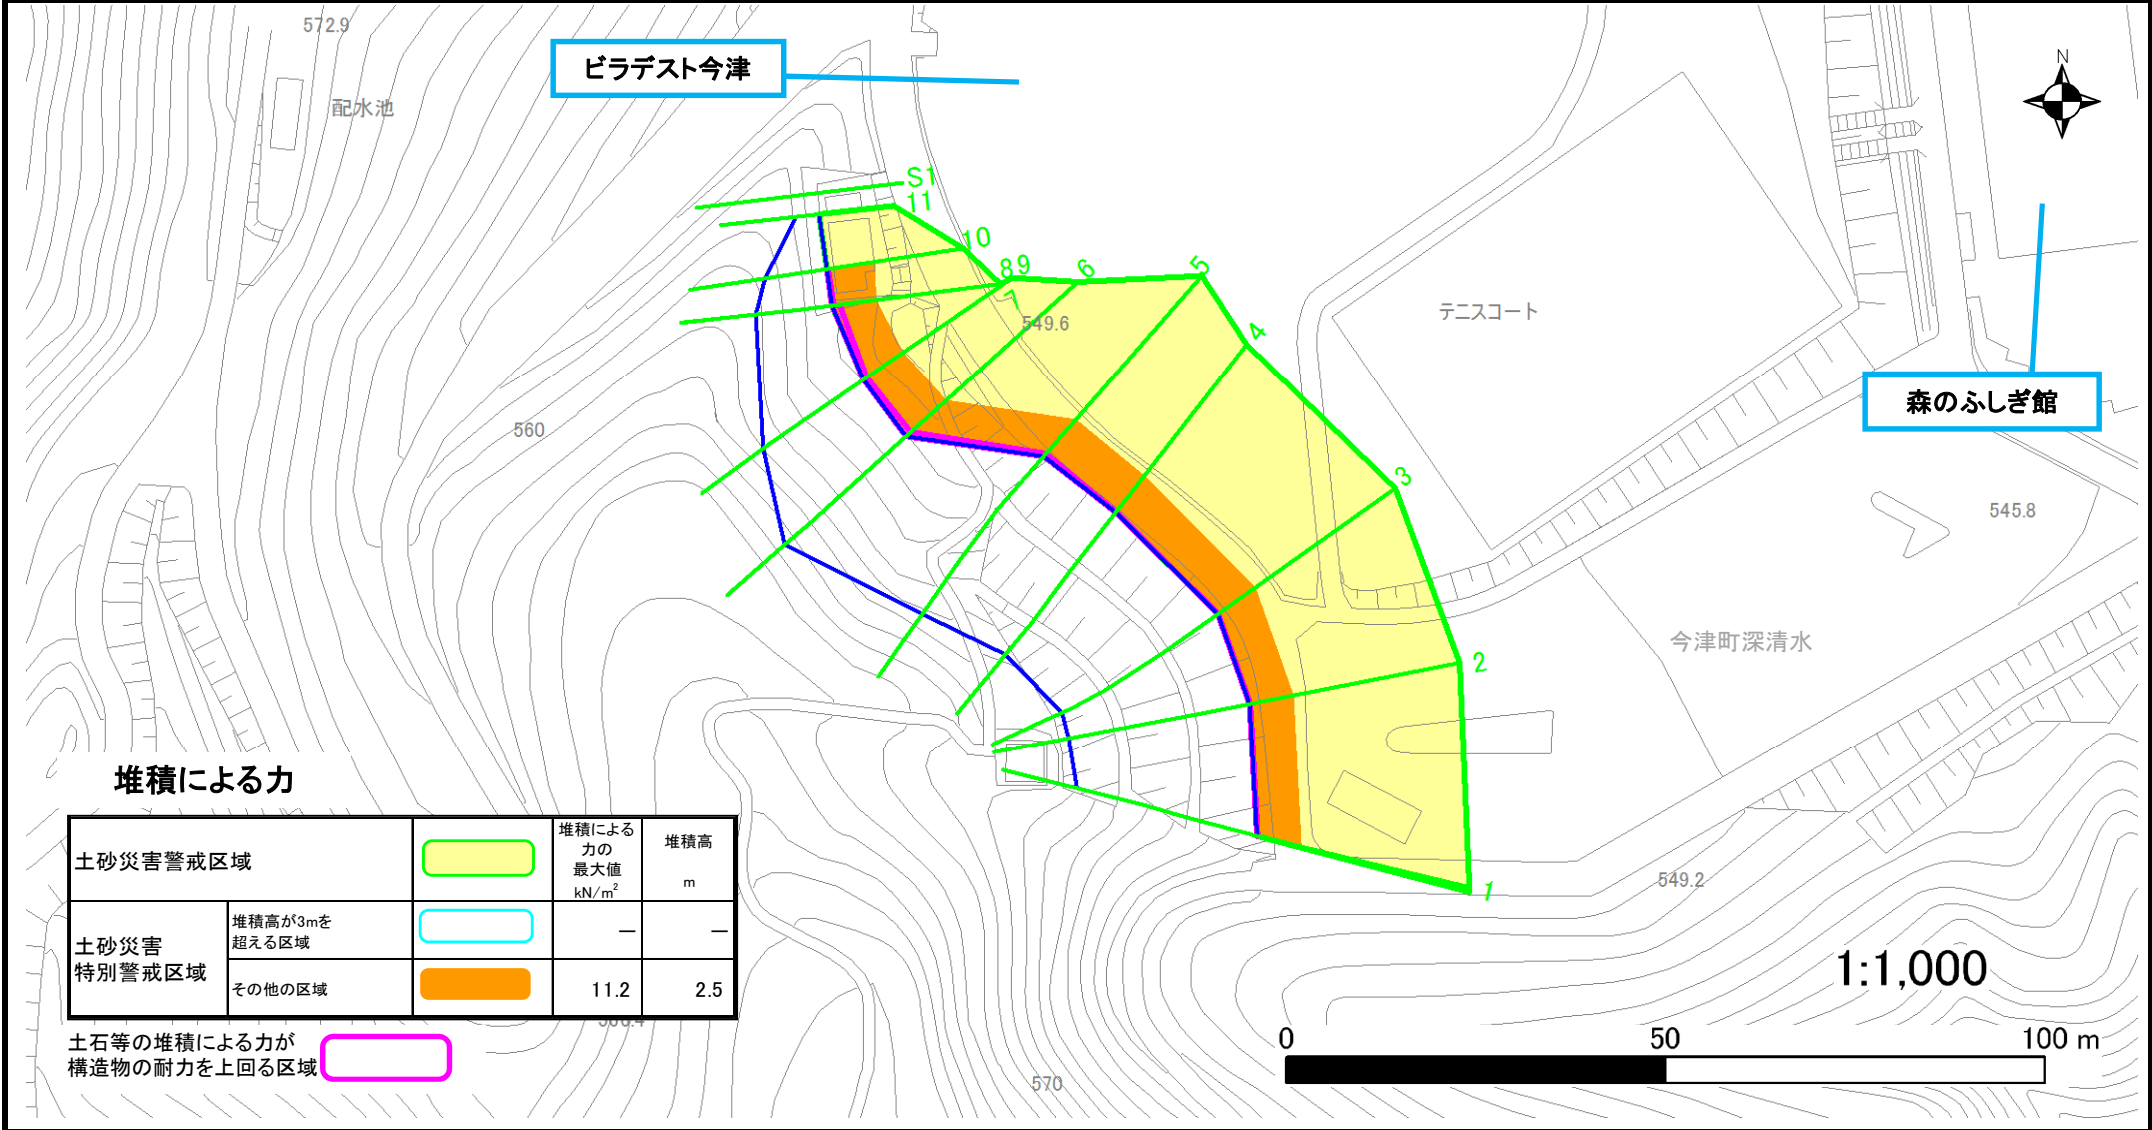 572.9
ビラデスト今津
N
配水池
S1
11
10
8
9
6
5
7
549.6
4
テニスコート
森のふしぎ館
560
3
545.8
今津町深清水
2
堆積による力
堆積による
力の
最大値
kN/m²
堆積高
m
土砂災害警戒区域
549.2
1
土砂災害
特別警戒区域
堆積高が3mを
超える区域
—
—
その他の区域
11.2
2.5
1:1,000
土石等の堆積による力が
構造物の耐力を上回る区域
0
50
100 m
570